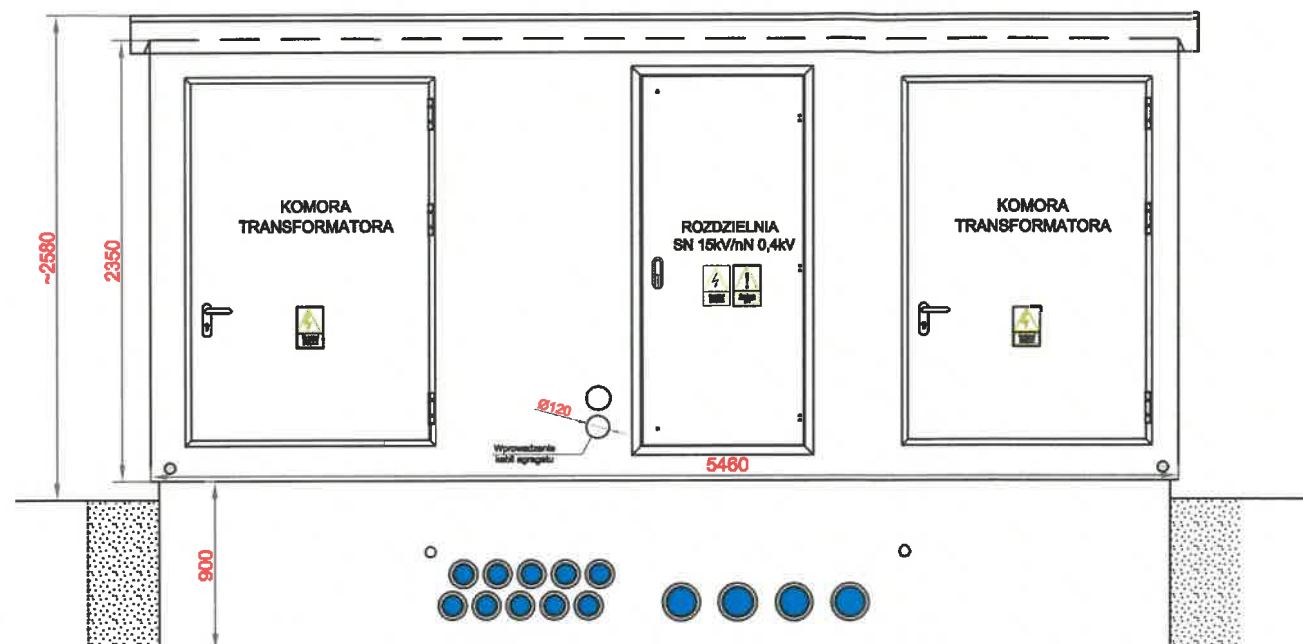 ~2580
2350
KOMORA
TRANSFORMATORA
ROZDZIELNIA
SN 15kV/nN 0,4kV
KOMORA
TRANSFORMATORA
Ø120
Wprowadzenie
kabli agregatu
5460
900